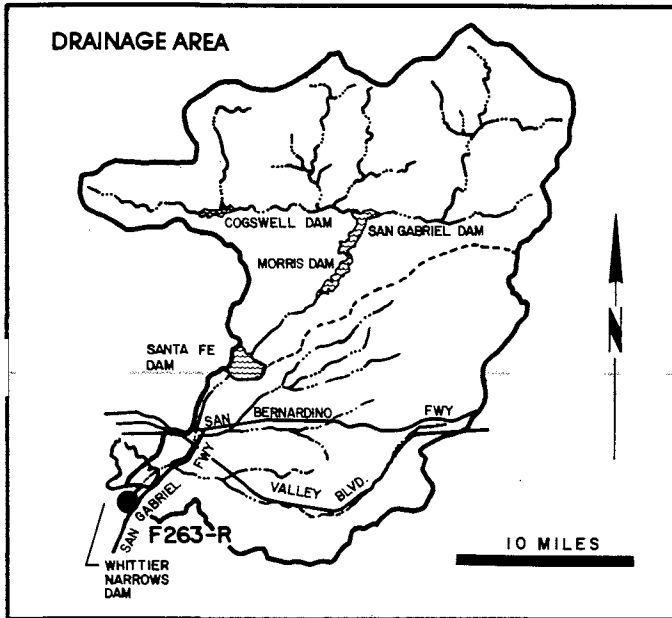 DRAINAGE AREA
COGSWELL DAM
SAN GABRIEL DAM
MORRIS DAM
SANTA FE
DAM
SAN BERNARDINO FWY
N
VALLEY BLVD.
SAN GABRIEL FWY
F263-R
WHITTIER
NARROWS
DAM
10 MILES